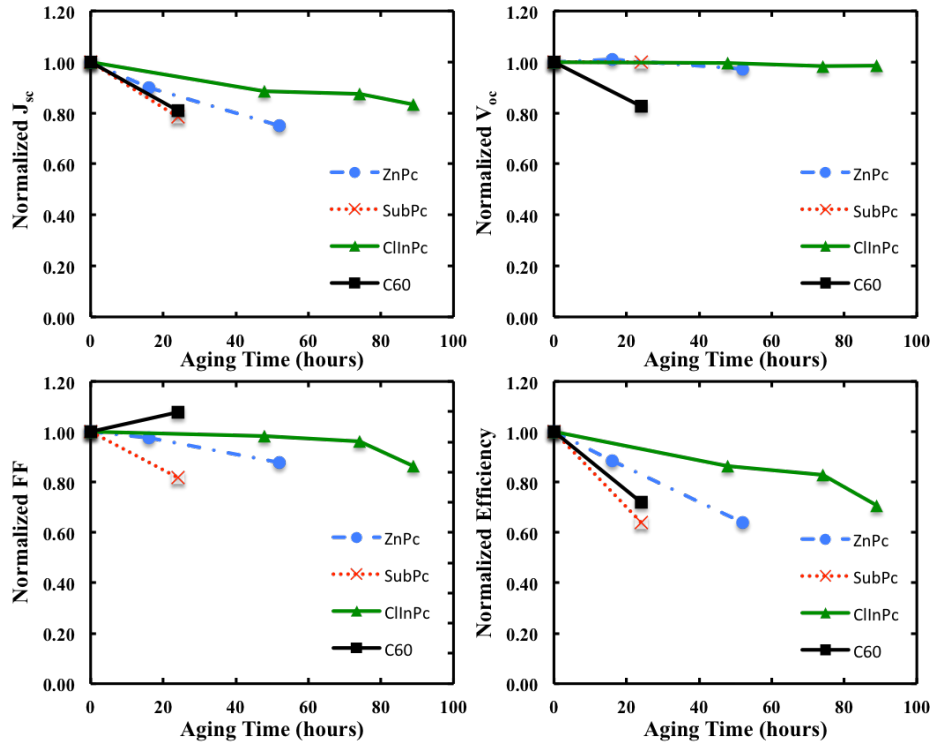 1.20
1.00
0.80
0.60
0.40
0.20
0.00
Normalized Jsc
ZnPc
SubPc
ClInPc
C60
0 20 40 60 80 100
Aging Time (hours)
1.20
1.00
0.80
0.60
0.40
0.20
0.00
Normalized Voc
ZnPc
SubPc
ClInPc
C60
0 20 40 60 80 100
Aging Time (hours)
1.20
1.00
0.80
0.60
0.40
0.20
0.00
Normalized FF
ZnPc
SubPc
ClInPc
C60
0 20 40 60 80 100
Aging Time (hours)
1.20
1.00
0.80
0.60
0.40
0.20
0.00
Normalized Efficiency
ZnPc
SubPc
ClInPc
C60
0 20 40 60 80 100
Aging Time (hours)